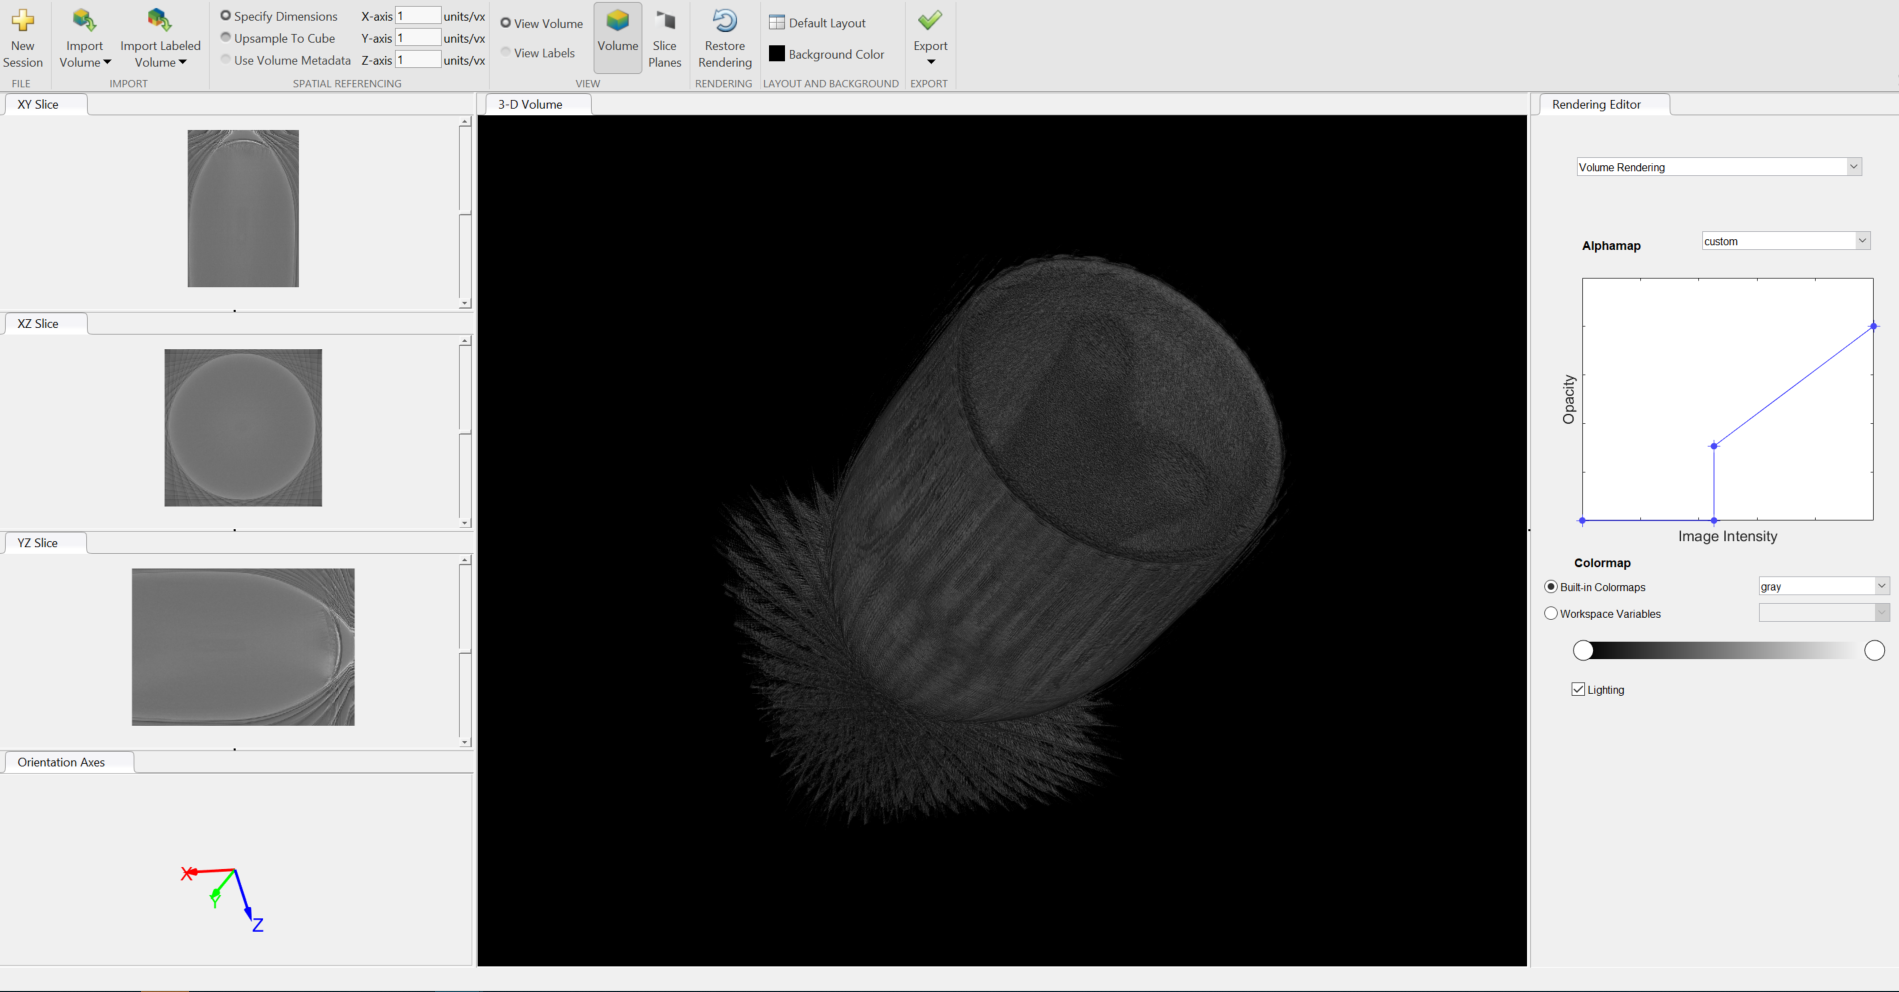 New Session
Import Volume
Import Labeled Volume
Specify Dimensions
Upsample To Cube
Use Volume Metadata
X-axis 1 units/vx
Y-axis 1 units/vx
Z-axis 1 units/vx
View Volume
View Labels
Volume
Slice Planes
Restore Rendering
Default Layout
Background Color
Export
FILE
IMPORT
SPATIAL REFERENCING
VIEW
RENDERING
LAYOUT AND BACKGROUND
EXPORT
XY Slice
XZ Slice
YZ Slice
Orientation Axes
X
Y
Z
3-D Volume
Rendering Editor
Volume Rendering
Alphamap
custom
Opacity
Image Intensity
Colormap
Built-in Colormaps
gray
Workspace Variables
Lighting